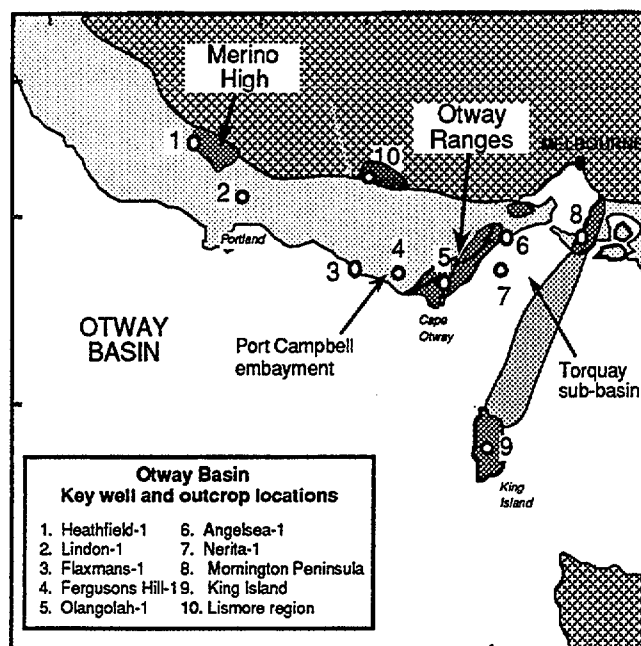 Merino
High
Otway
Ranges
MELBOURNE
1
10
2
8
Portland
3
4
5
6
7
Cape
Otway
OTWAY
BASIN
Port Campbell
embayment
Torquay
sub-basin
9
King
Island
Otway Basin
Key well and outcrop locations
1. Heathfield-1 6. Angelsea-1
2. Lindon-1 7. Nerita-1
3. Flaxmans-1 8. Mornington Peninsula
4. Fergusons Hill-1 9. King Island
5. Olangolah-1 10. Lismore region